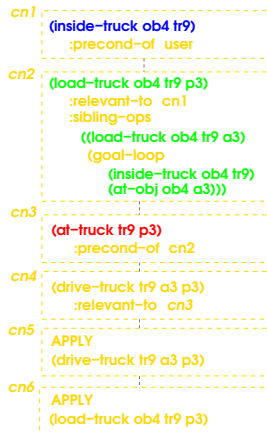 cn1
(inside-truck ob4 tr9)
:precond-of user
cn2
(load-truck ob4 tr9 p3)
:relevant-to cn1
:sibling-ops
((load-truck ob4 tr9 a3)
(goal-loop
(inside-truck ob4 tr9)
(at-obj ob4 a3)))
cn3
(at-truck tr9 p3)
:precond-of cn2
cn4
(drive-truck tr9 a3 p3)
:relevant-to cn3
cn5
APPLY
(drive-truck tr9 a3 p3)
cn6
APPLY
(load-truck ob4 tr9 p3)